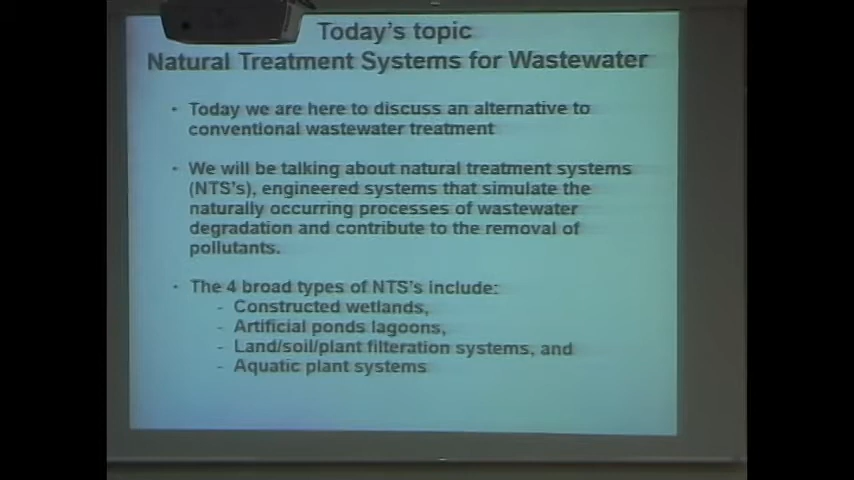 Today's topic
Natural Treatment Systems for Wastewater
· Today we are here to discuss an alternative to
conventional wastewater treatment
· We will be talking about natural treatment systems
(NTS's), engineered systems that simulate the
naturally occurring processes of wastewater
degradation and contribute to the removal of
pollutants.
· The 4 broad types of NTS's include:
- Constructed wetlands,
- Artificial ponds lagoons,
- Land/soil/plant filteration systems, and
- Aquatic plant systems